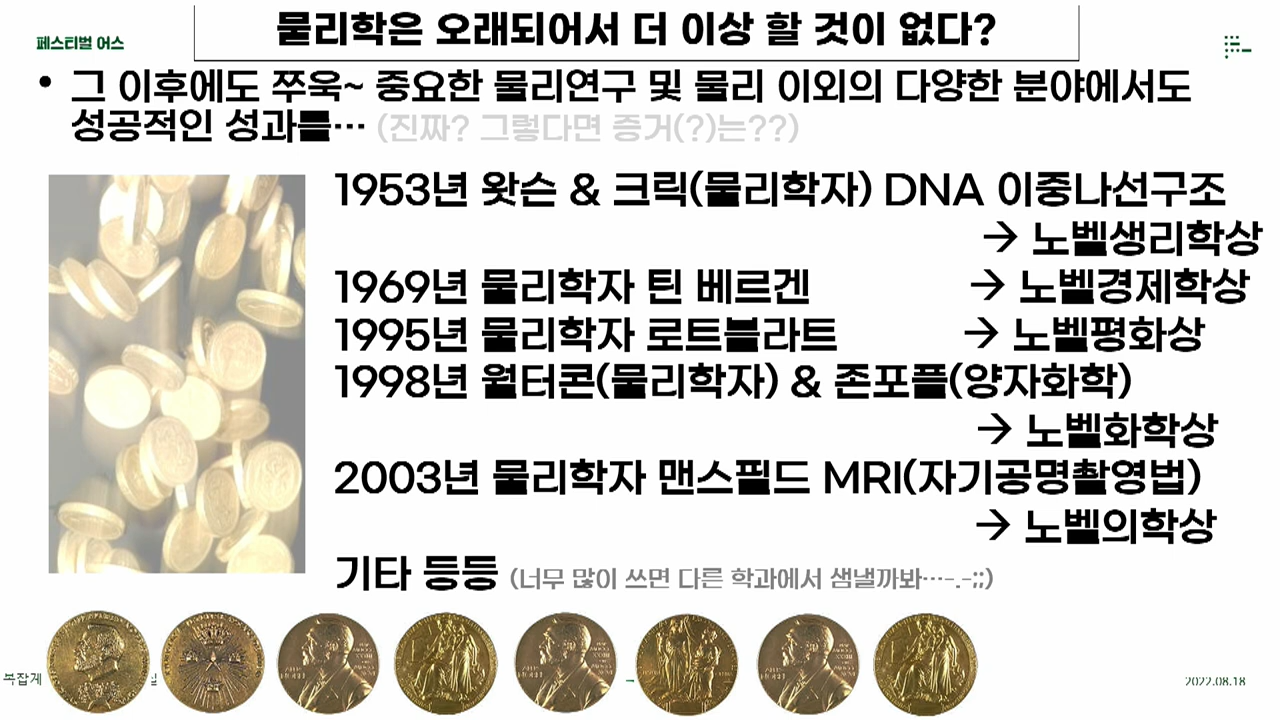 페스티벌 어스
물리학은 오래되어서 더 이상 할 것이 없다?
• 그 이후에도 쭈욱~ 중요한 물리연구 및 물리 이외의 다양한 분야에서도
성공적인 성과를… (진짜? 그렇다면 증거(?)는??)
1953년 왓슨 & 크릭(물리학자) DNA 이중나선구조
→ 노벨생리학상
1969년 물리학자 틴 베르겐 → 노벨경제학상
1995년 물리학자 로트블라트 → 노벨평화상
1998년 월터콘(물리학자) & 존포플(양자화학)
→ 노벨화학상
2003년 물리학자 맨스필드 MRI(자기공명촬영법)
→ 노벨의학상
기타 등등 (너무 많이 쓰면 다른 학과에서 샘낼까봐…-.-;;)
복잡계
2022.08.18